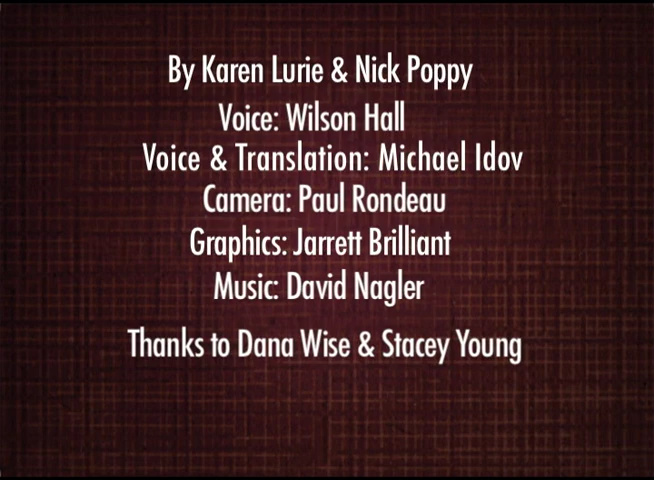 By Karen Lurie & Nick Poppy
Voice: Wilson Hall
Voice & Translation: Michael Idov
Camera: Paul Rondeau
Graphics: Jarrett Brilliant
Music: David Nagler
Thanks to Dana Wise & Stacey Young